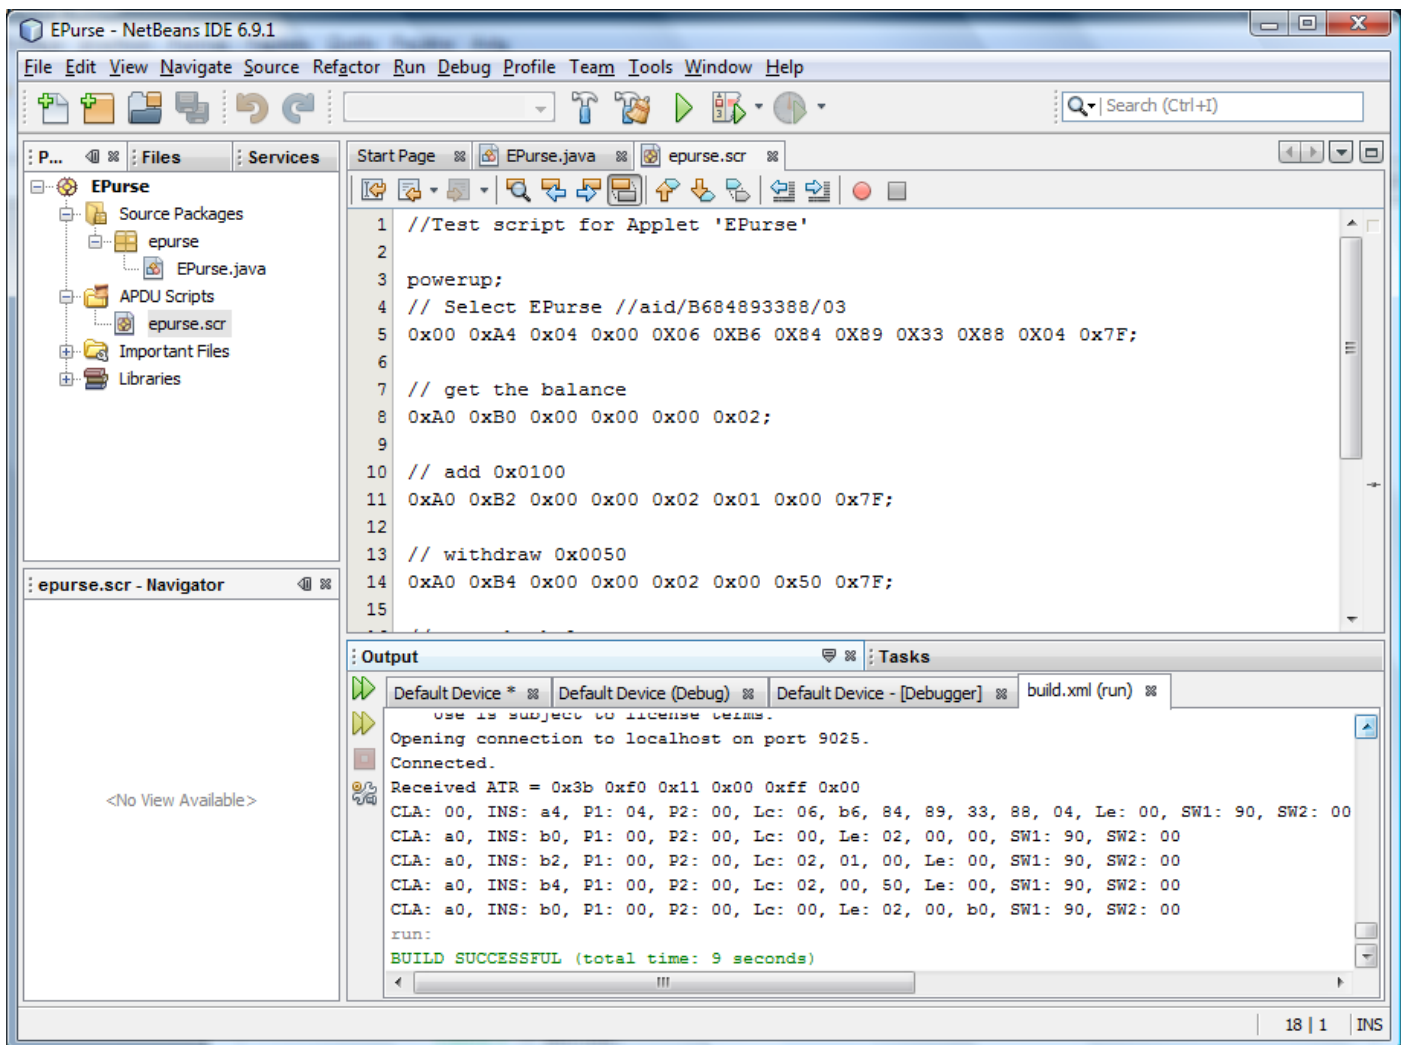 EPurse - NetBeans IDE 6.9.1
File Edit View Navigate Source Refactor Run Debug Profile Team Tools Window Help
Search (Ctrl+I)
P... Files Services
EPurse
Source Packages
epurse
EPurse.java
APDU Scripts
epurse.scr
Important Files
Libraries
Start Page EPurse.java epurse.scr
1 //Test script for Applet 'EPurse'
2
3 powerup;
4 // Select EPurse //aid/B684893388/03
5 0x00 0xA4 0x04 0x00 0X06 0XB6 0X84 0X89 0X33 0X88 0X04 0x7F;
6
7 // get the balance
8 0xA0 0xB0 0x00 0x00 0x00 0x02;
9
10 // add 0x0100
11 0xA0 0xB2 0x00 0x00 0x02 0x01 0x00 0x7F;
12
13 // withdraw 0x0050
14 0xA0 0xB4 0x00 0x00 0x02 0x00 0x50 0x7F;
15
epurse.scr - Navigator
<No View Available>
Output Tasks
Default Device * Default Device (Debug) Default Device - [Debugger] build.xml (run)
Use is subject to license terms.
Opening connection to localhost on port 9025.
Connected.
Received ATR = 0x3b 0xf0 0x11 0x00 0xff 0x00
CLA: 00, INS: a4, P1: 04, P2: 00, Lc: 06, b6, 84, 89, 33, 88, 04, Le: 00, SW1: 90, SW2: 00
CLA: a0, INS: b0, P1: 00, P2: 00, Lc: 00, Le: 02, 00, 00, SW1: 90, SW2: 00
CLA: a0, INS: b2, P1: 00, P2: 00, Lc: 02, 01, 00, Le: 00, SW1: 90, SW2: 00
CLA: a0, INS: b4, P1: 00, P2: 00, Lc: 02, 00, 50, Le: 00, SW1: 90, SW2: 00
CLA: a0, INS: b0, P1: 00, P2: 00, Lc: 00, Le: 02, 00, b0, SW1: 90, SW2: 00
run:
BUILD SUCCESSFUL (total time: 9 seconds)
18 | 1 INS